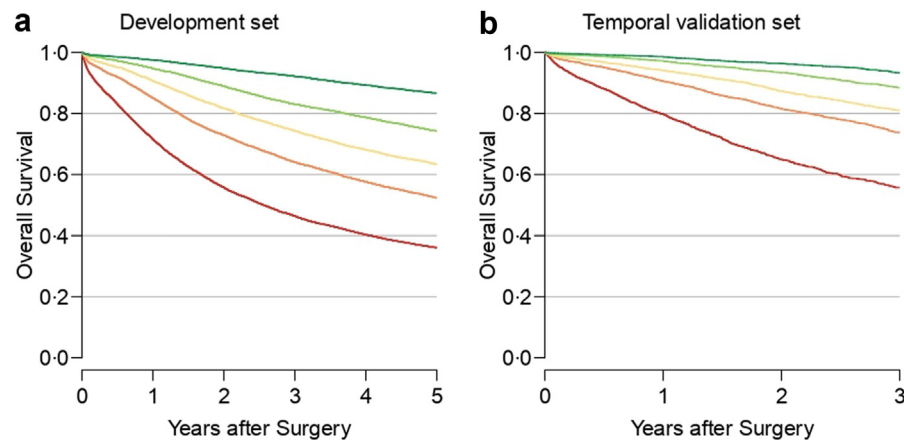 a Development set
1·0
0·8
0·6
0·4
0·2
0·0
Overall Survival
0 1 2 3 4 5
Years after Surgery
b Temporal validation set
1·0
0·8
0·6
0·4
0·2
0·0
Overall Survival
0 1 2 3
Years after Surgery